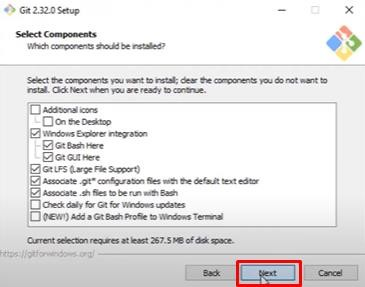 Git 2.32.0 Setup
Select Components
Which components should be installed?
Select the components you want to install; clear the components you do not want to
install. Click Next when you are ready to continue.
Additional icons
On the Desktop
Windows Explorer integration
Git Bash Here
Git GUI Here
Git LFS (Large File Support)
Associate .git* configuration files with the default text editor
Associate .sh files to be run with Bash
Check daily for Git for Windows updates
(NEW!) Add a Git Bash Profile to Windows Terminal
Current selection requires at least 267.5 MB of disk space.
https://gitforwindows.org/
Back Next Cancel